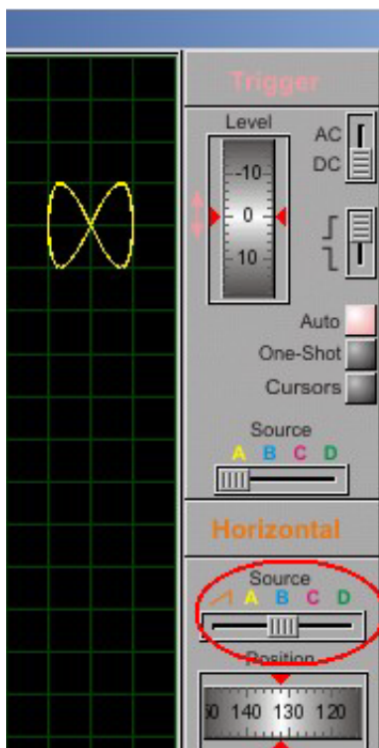 Trigger
Level
AC
DC
-10
0
10
Auto
One-Shot
Cursors
Source
A B C D
Horizontal
Source
A B C D
Position
140 130 120